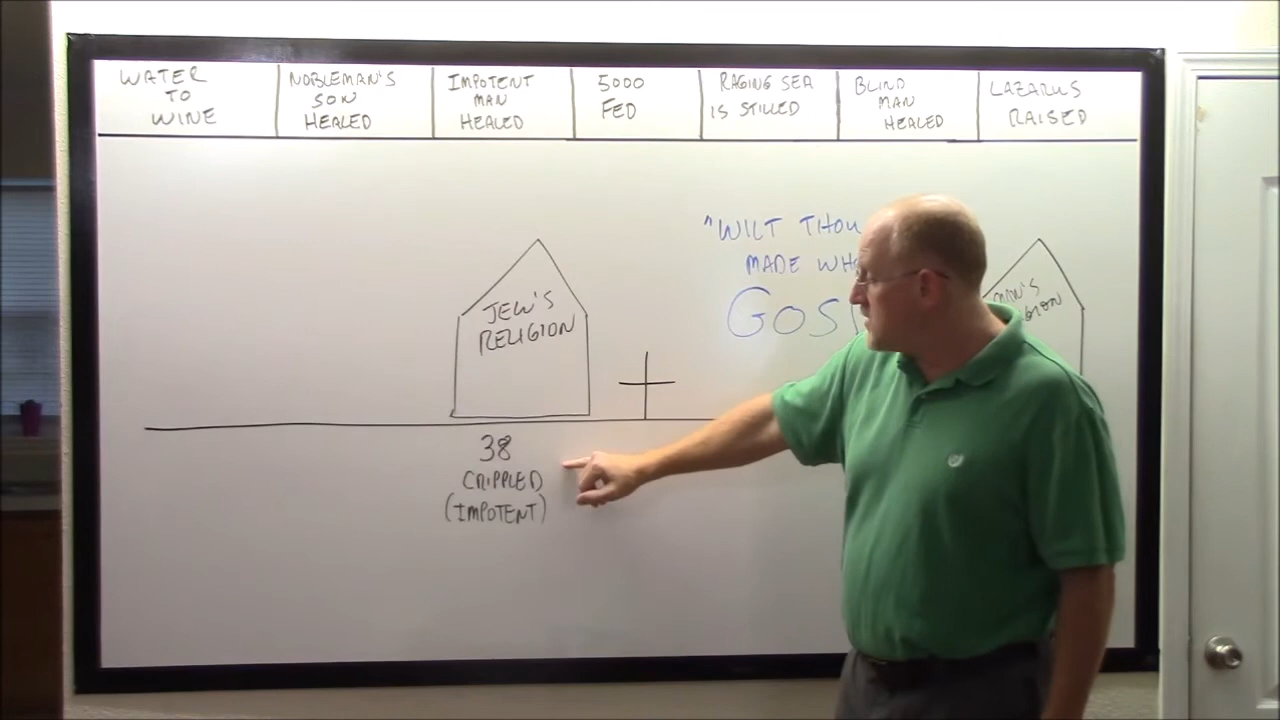 WATER
TO
WINE
NOBLEMAN'S
SON
HEALED
IMPOTENT
MAN
HEALED
5000
FED
RAGING SEA
IS STILLED
BLIND
MAN
HEALED
LAZARUS
RAISED
"WILT THOU
MADE
JEW'S
RELIGION
38
CRIPPLED
(IMPOTENT)